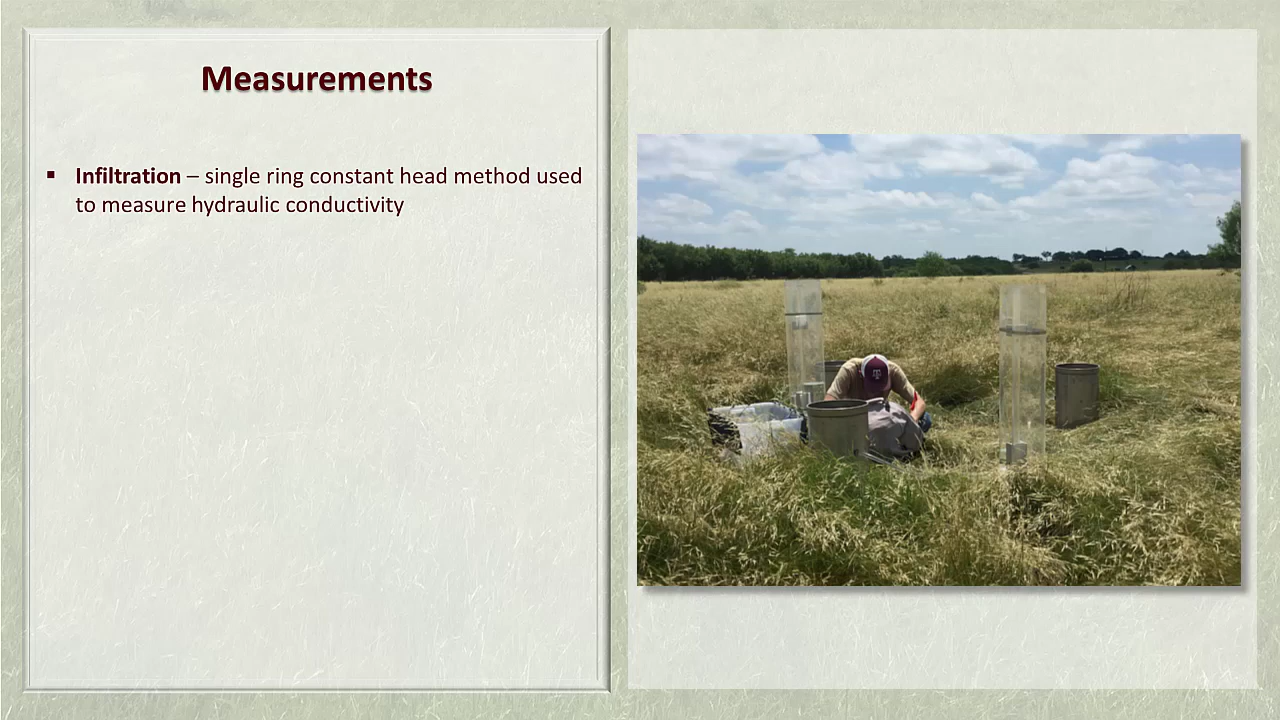 Measurements
▪ Infiltration – single ring constant head method used
to measure hydraulic conductivity